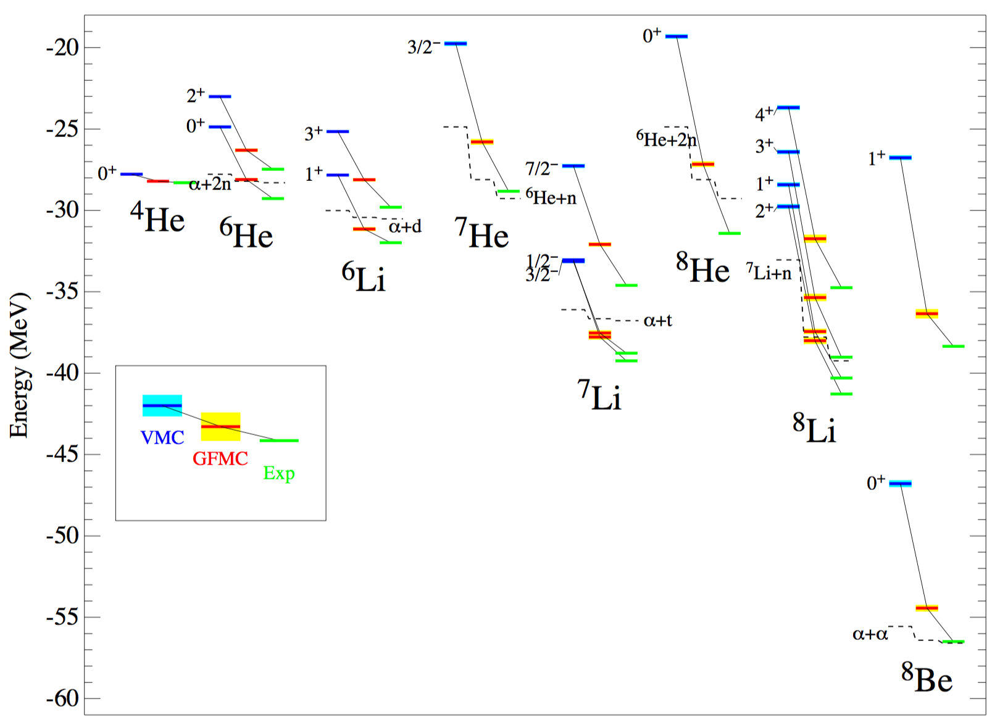 Energy (MeV)
-20
-25
-30
-35
-40
-45
-50
-55
-60
0⁺
⁴He
2⁺
0⁺
α+2n
⁶He
3⁺
1⁺
α+d
⁶Li
3/2⁻
⁶He+n
⁷He
7/2⁻
1/2⁻
3/2⁻
α+t
⁷Li
0⁺
⁶He+2n
⁸He
4⁺
3⁺
1⁺
2⁺
⁷Li+n
⁸Li
1⁺
0⁺
α+α
⁸Be
VMC
GFMC
Exp